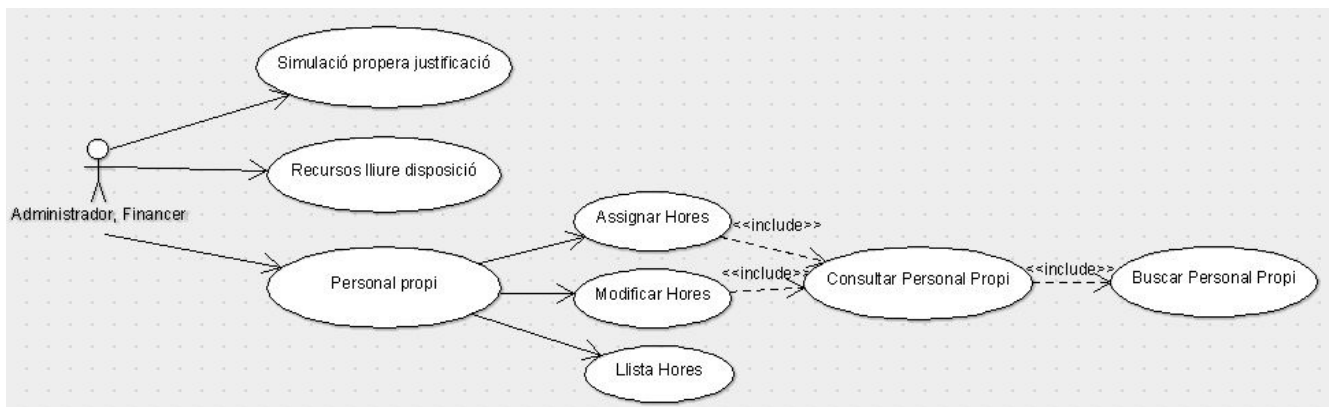 Simulació propera justificació
Recursos lliure disposició
Administrador, Financer
Assignar Hores
<<include>>
Personal propi
Modificar Hores
<<include>>
Consultar Personal Propi
<<include>>
Buscar Personal Propi
Llista Hores